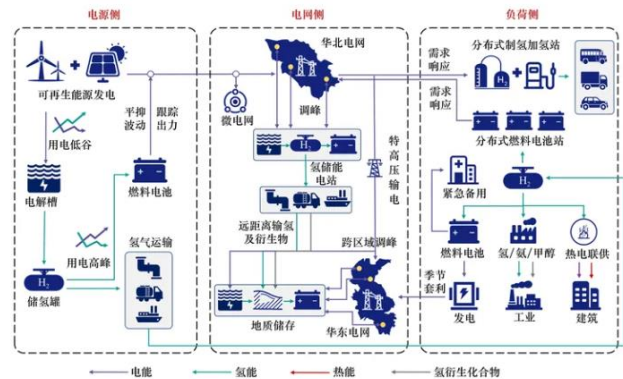 电源侧
电网侧
负荷侧
可再生能源发电
平抑
波动
跟踪
出力
用电低谷
电解槽
燃料电池
用电高峰
H₂
储氢罐
氢气运输
微电网
华北电网
调峰
H₂
氢储能
电站
远距离输氢
及衍生物
特高压输电
跨区域调峰
地质储存
华东电网
需求
响应
需求
响应
分布式制氢加氢站
H₂
分布式燃料电池站
H₂
紧急备用
燃料电池
氢/氨/甲醇
热电联供
季节
套利
发电
工业
建筑
电能
氢能
热能
氢衍生化合物